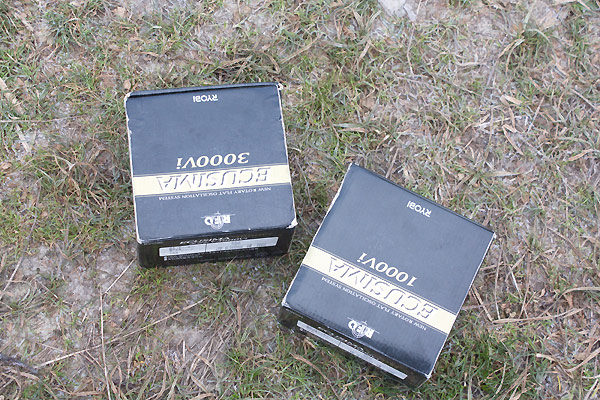 R.F.D
NEW ROTARY FLAT OSCILLATION SYSTEM
ECUSIMA
3000Vi
RYOBI
R.F.D
NEW ROTARY FLAT OSCILLATION SYSTEM
ECUSIMA
1000Vi
RYOBI